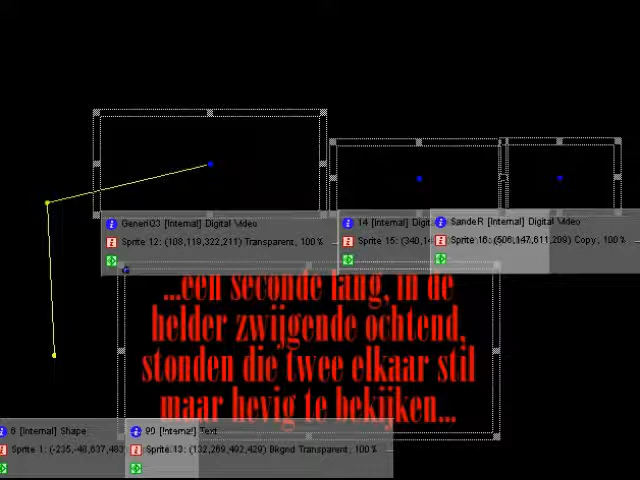 Generi03 [Internal] Digital Video
Sprite 12: (108,119,322,211) Transparent, 100%
14 [Internal] Digit
Sprite 15: (340,14
SandeR [Internal] Digital Video
Sprite 16: (506,147,611,209) Copy, 100%
...een seconde lang, in de
helder zwijgende ochtend,
stonden die twee elkaar stil
maar hevig te bekijken...
6 [Internal] Shape
Sprite 1: (-235,-48,637,483
[Internal] Text
Sprite 13: (132,269,492,429) Bkgnd Transparent, 100%